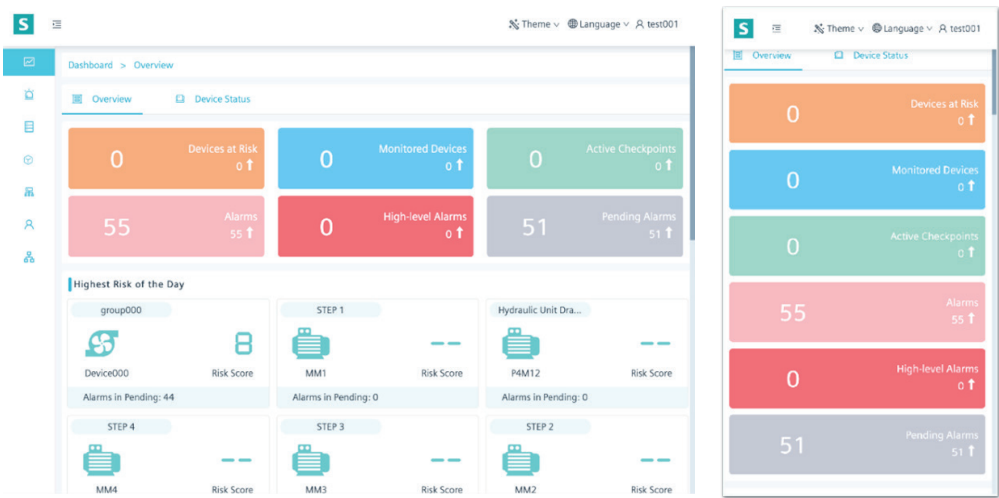 S Theme Language test001
Dashboard > Overview
Overview Device Status
0 Devices at Risk 0 ↑
0 Monitored Devices 0 ↑
0 Active Checkpoints 0 ↑
55 Alarms 55 ↑
0 High-level Alarms 0 ↑
51 Pending Alarms 51 ↑
Highest Risk of the Day
group000
8
Device000 Risk Score
Alarms in Pending: 44
STEP 1
--
MM1 Risk Score
Alarms in Pending: 0
Hydraulic Unit Dra...
--
P4M12 Risk Score
Alarms in Pending: 0
STEP 4
--
MM4 Risk Score
STEP 3
--
MM3 Risk Score
STEP 2
--
MM2 Risk Score
S Theme Language test001
Overview Device Status
0 Devices at Risk 0 ↑
0 Monitored Devices 0 ↑
0 Active Checkpoints 0 ↑
55 Alarms 55 ↑
0 High-level Alarms 0 ↑
51 Pending Alarms 51 ↑